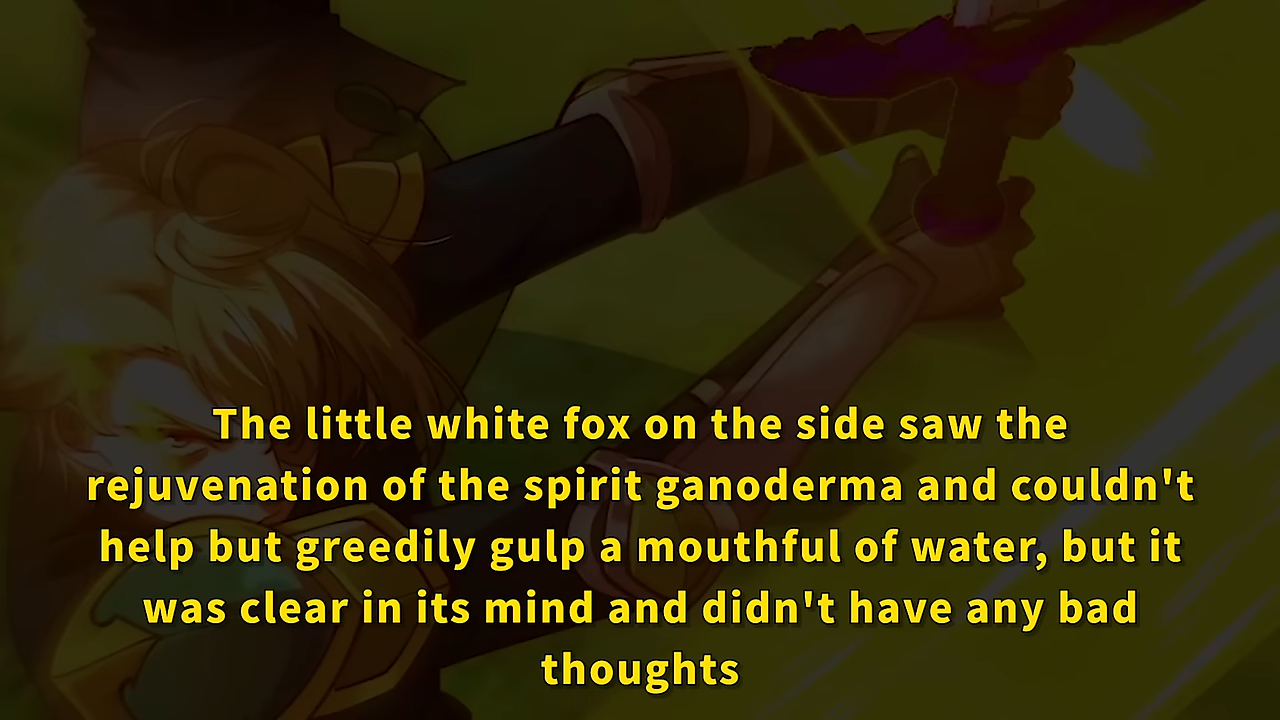 The little white fox on the side saw the
rejuvenation of the spirit ganoderma and couldn't
help but greedily gulp a mouthful of water, but it
was clear in its mind and didn't have any bad
thoughts